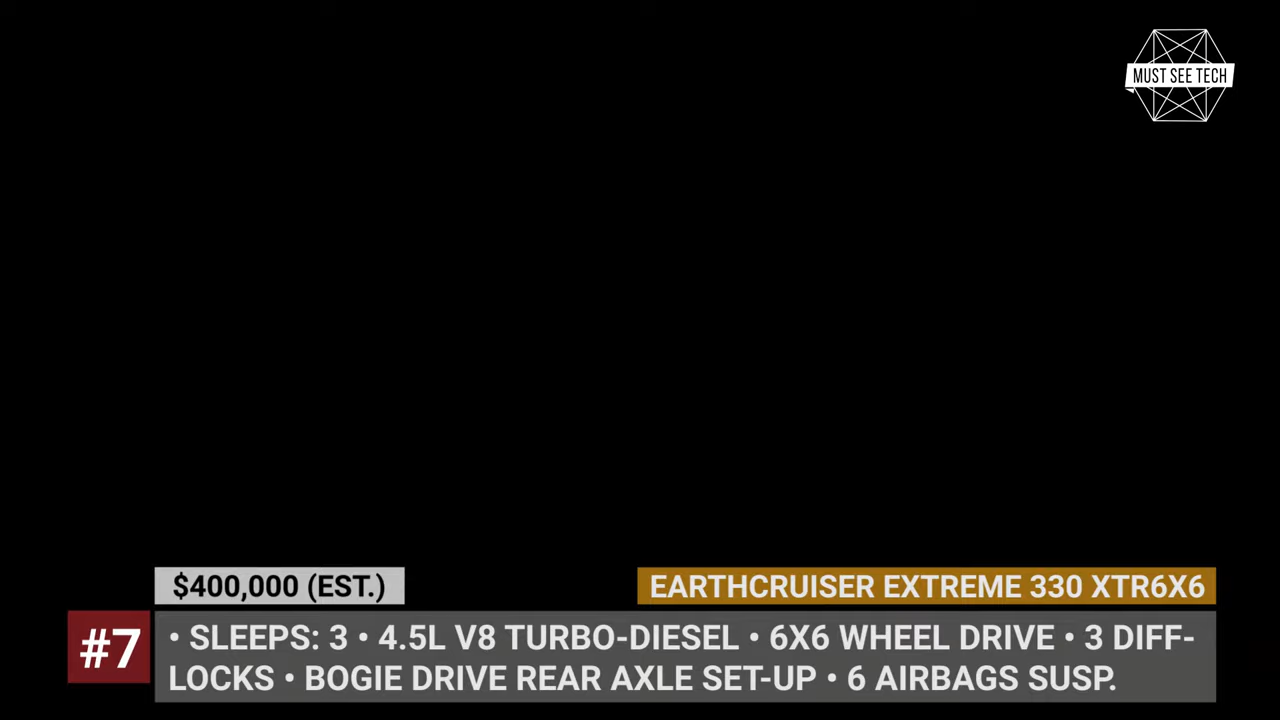 MUST SEE TECH
$400,000 (EST.)
EARTHCRUISER EXTREME 330 XTR6X6
#7
• SLEEPS: 3 • 4.5L V8 TURBO-DIESEL • 6X6 WHEEL DRIVE • 3 DIFF-
LOCKS • BOGIE DRIVE REAR AXLE SET-UP • 6 AIRBAGS SUSP.